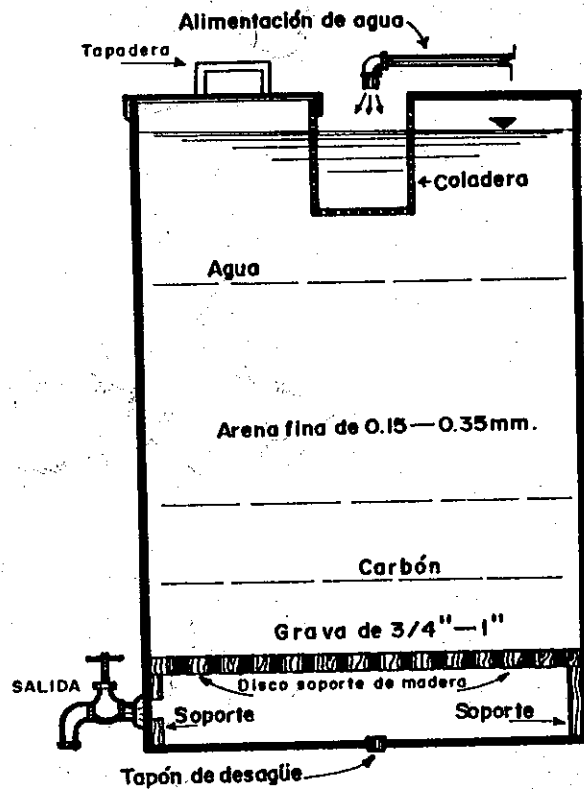 Alimentación de agua
Tapadera
Coladera
Agua
Arena fina de 0.15—0.35mm.
Carbón
Grava de 3/4"—1"
Disco soporte de madera
SALIDA
Soporte
Soporte
Tapón de desagüe